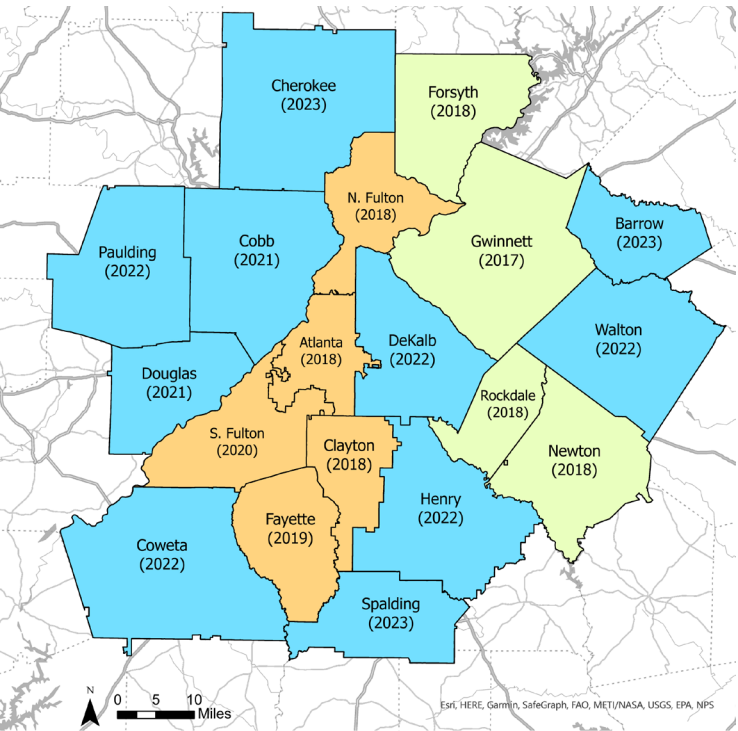 Cherokee
(2023)
Forsyth
(2018)
N. Fulton
(2018)
Barrow
(2023)
Gwinnett
(2017)
Cobb
(2021)
Paulding
(2022)
Walton
(2022)
Atlanta
(2018)
DeKalb
(2022)
Douglas
(2021)
Rockdale
(2018)
S. Fulton
(2020)
Clayton
(2018)
Newton
(2018)
Henry
(2022)
Fayette
(2019)
Coweta
(2022)
Spalding
(2023)
N
0 5 10
Miles
Esri, HERE, Garmin, SafeGraph, FAO, METI/NASA, USGS, EPA, NPS